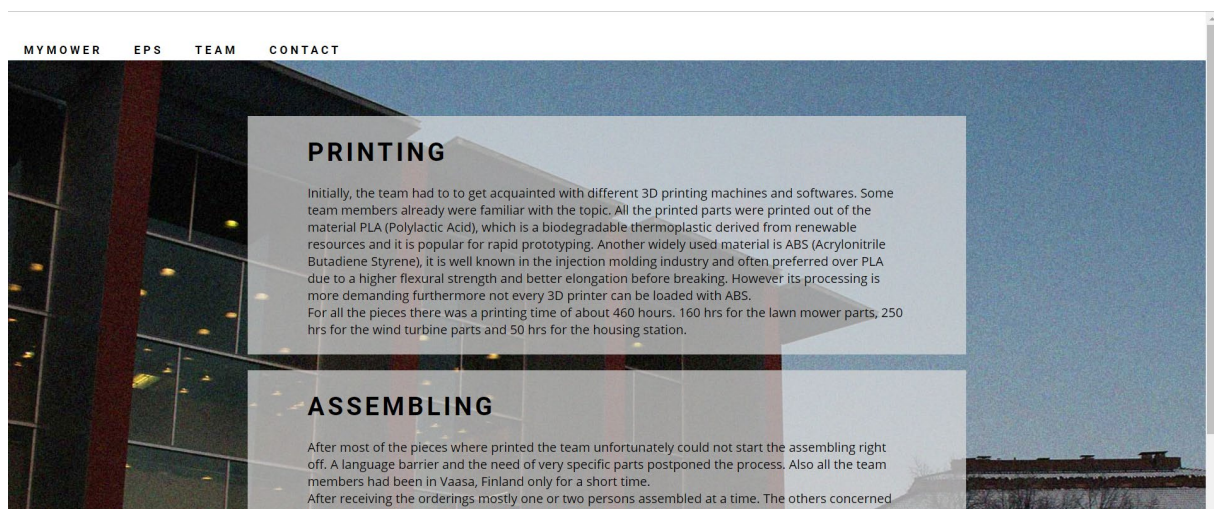 MYMOWER EPS TEAM CONTACT
PRINTING
Initially, the team had to to get acquainted with different 3D printing machines and softwares. Some
team members already were familiar with the topic. All the printed parts were printed out of the
material PLA (Polylactic Acid), which is a biodegradable thermoplastic derived from renewable
resources and it is popular for rapid prototyping. Another widely used material is ABS (Acrylonitrile
Butadiene Styrene), it is well known in the injection molding industry and often preferred over PLA
due to a higher flexural strength and better elongation before breaking. However its processing is
more demanding furthermore not every 3D printer can be loaded with ABS.
For all the pieces there was a printing time of about 460 hours. 160 hrs for the lawn mower parts, 250
hrs for the wind turbine parts and 50 hrs for the housing station.
ASSEMBLING
After most of the pieces where printed the team unfortunately could not start the assembling right
off. A language barrier and the need of very specific parts postponed the process. Also all the team
members had been in Vaasa, Finland only for a short time.
After receiving the orderings mostly one or two persons assembled at a time. The others concerned